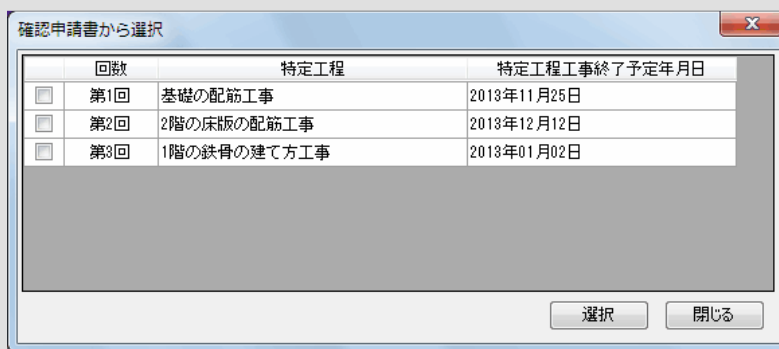 確認申請書から選択
回数 特定工程 特定工程工事終了予定年月日
第1回 基礎の配筋工事 2013年11月25日
第2回 2階の床版の配筋工事 2013年12月12日
第3回 1階の鉄骨の建て方工事 2013年01月02日
選択 閉じる